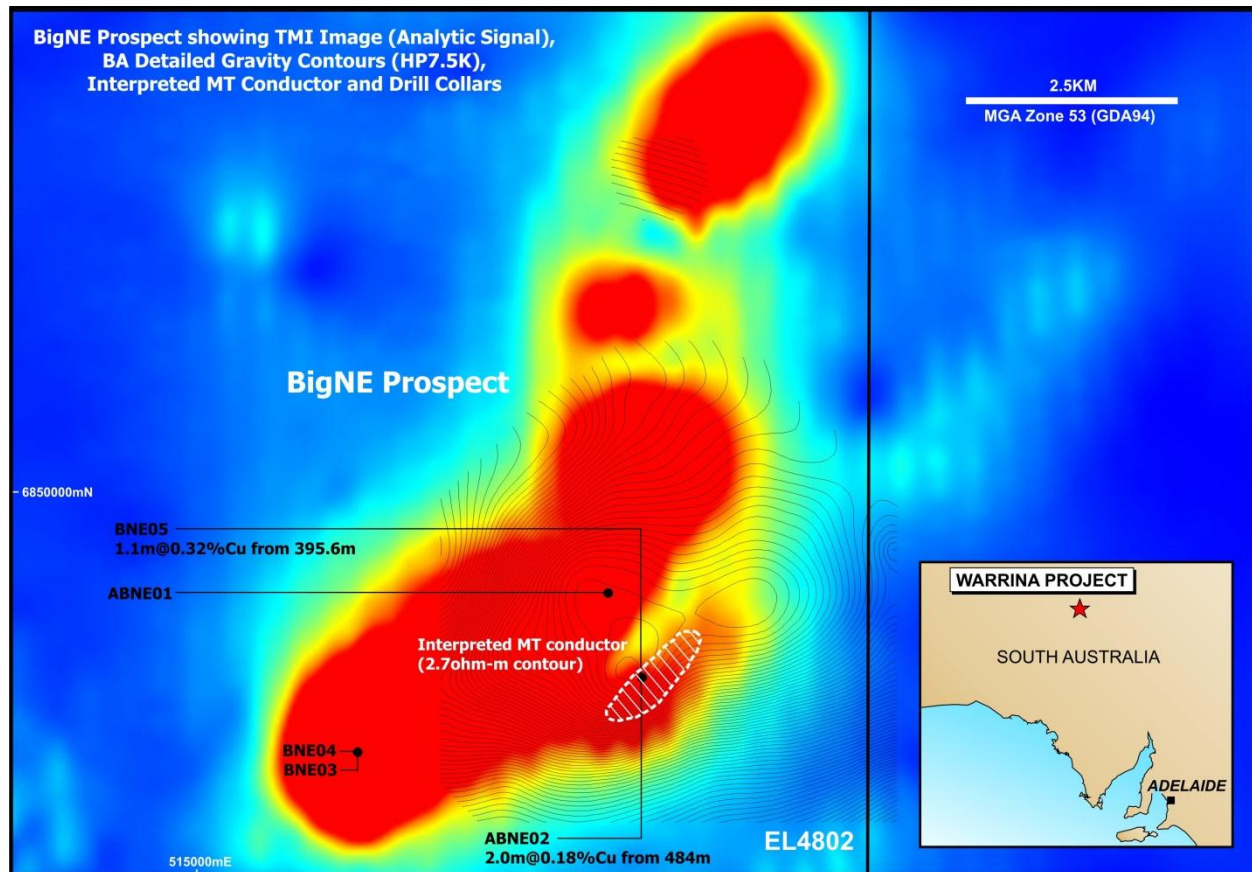 BigNE Prospect showing TMI Image (Analytic Signal),
BA Detailed Gravity Contours (HP7.5K),
Interpreted MT Conductor and Drill Collars
2.5KM
MGA Zone 53 (GDA94)
BigNE Prospect
6850000mN
BNE05
1.1m@0.32%Cu from 395.6m
ABNE01
Interpreted MT conductor
(2.7ohm-m contour)
BNE04
BNE03
ABNE02
2.0m@0.18%Cu from 484m
EL4802
515000mE
WARRINA PROJECT
SOUTH AUSTRALIA
ADELAIDE